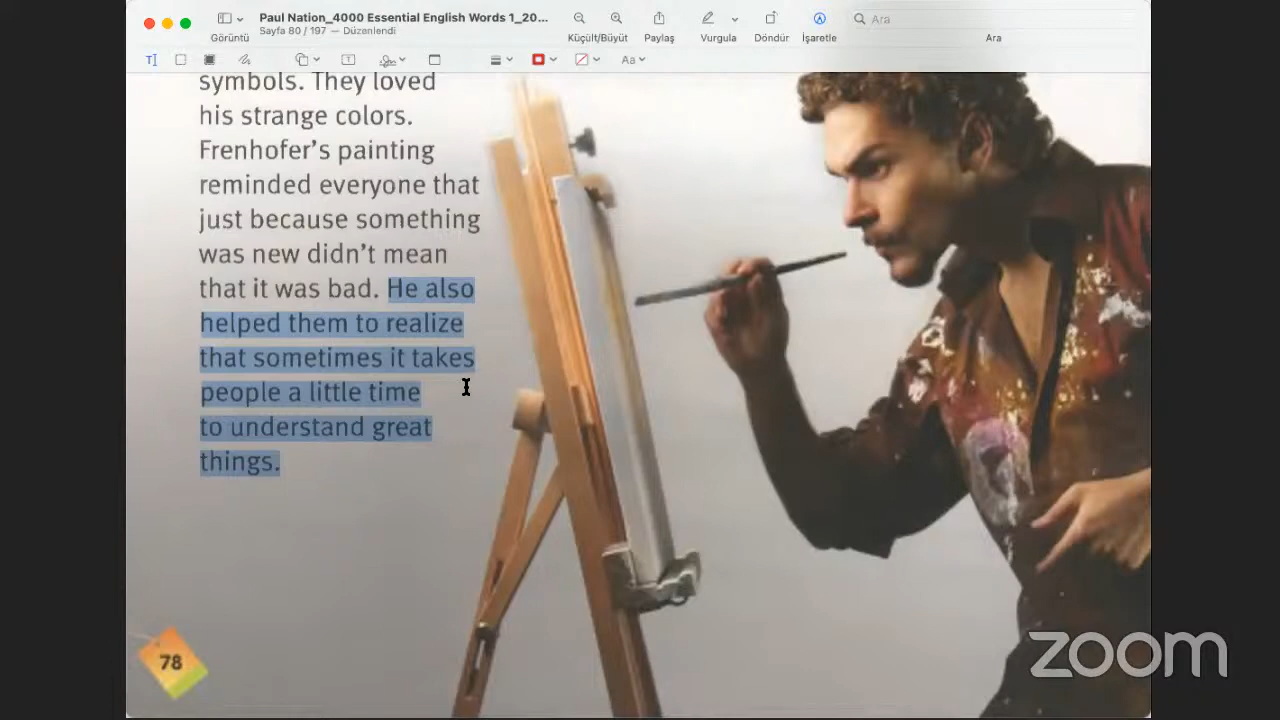 Paul Nation_4000 Essential English Words 1_20...
Sayfa 80 / 197 — Düzenlendi
Görüntü
Küçült/Büyüt
Paylaş
Vurgula
Döndür
İşaretle
Ara
Ara
T
T
Aa
symbols. They loved
his strange colors.
Frenhofer's painting
reminded everyone that
just because something
was new didn't mean
that it was bad. He also
helped them to realize
that sometimes it takes
people a little time
to understand great
things.
78
zoom